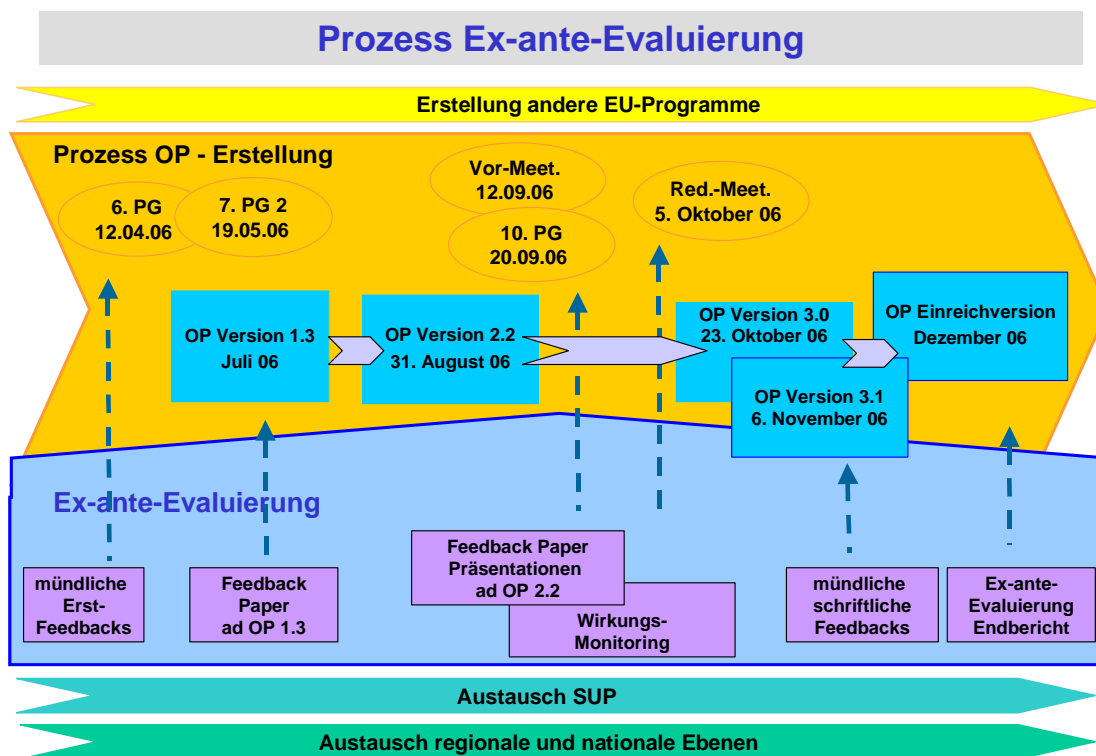 Prozess Ex-ante-Evaluierung
Erstellung andere EU-Programme
Prozess OP - Erstellung
6. PG
12.04.06
7. PG 2
19.05.06
Vor-Meet.
12.09.06
10. PG
20.09.06
Red.-Meet.
5. Oktober 06
OP Version 1.3
Juli 06
OP Version 2.2
31. August 06
OP Version 3.0
23. Oktober 06
OP Version 3.1
6. November 06
OP Einreichversion
Dezember 06
Ex-ante-Evaluierung
mündliche
Erst-
Feedbacks
Feedback
Paper
ad OP 1.3
Feedback Paper
Präsentationen
ad OP 2.2
Wirkungs-
Monitoring
mündliche
schriftliche
Feedbacks
Ex-ante-
Evaluierung
Endbericht
Austausch SUP
Austausch regionale und nationale Ebenen